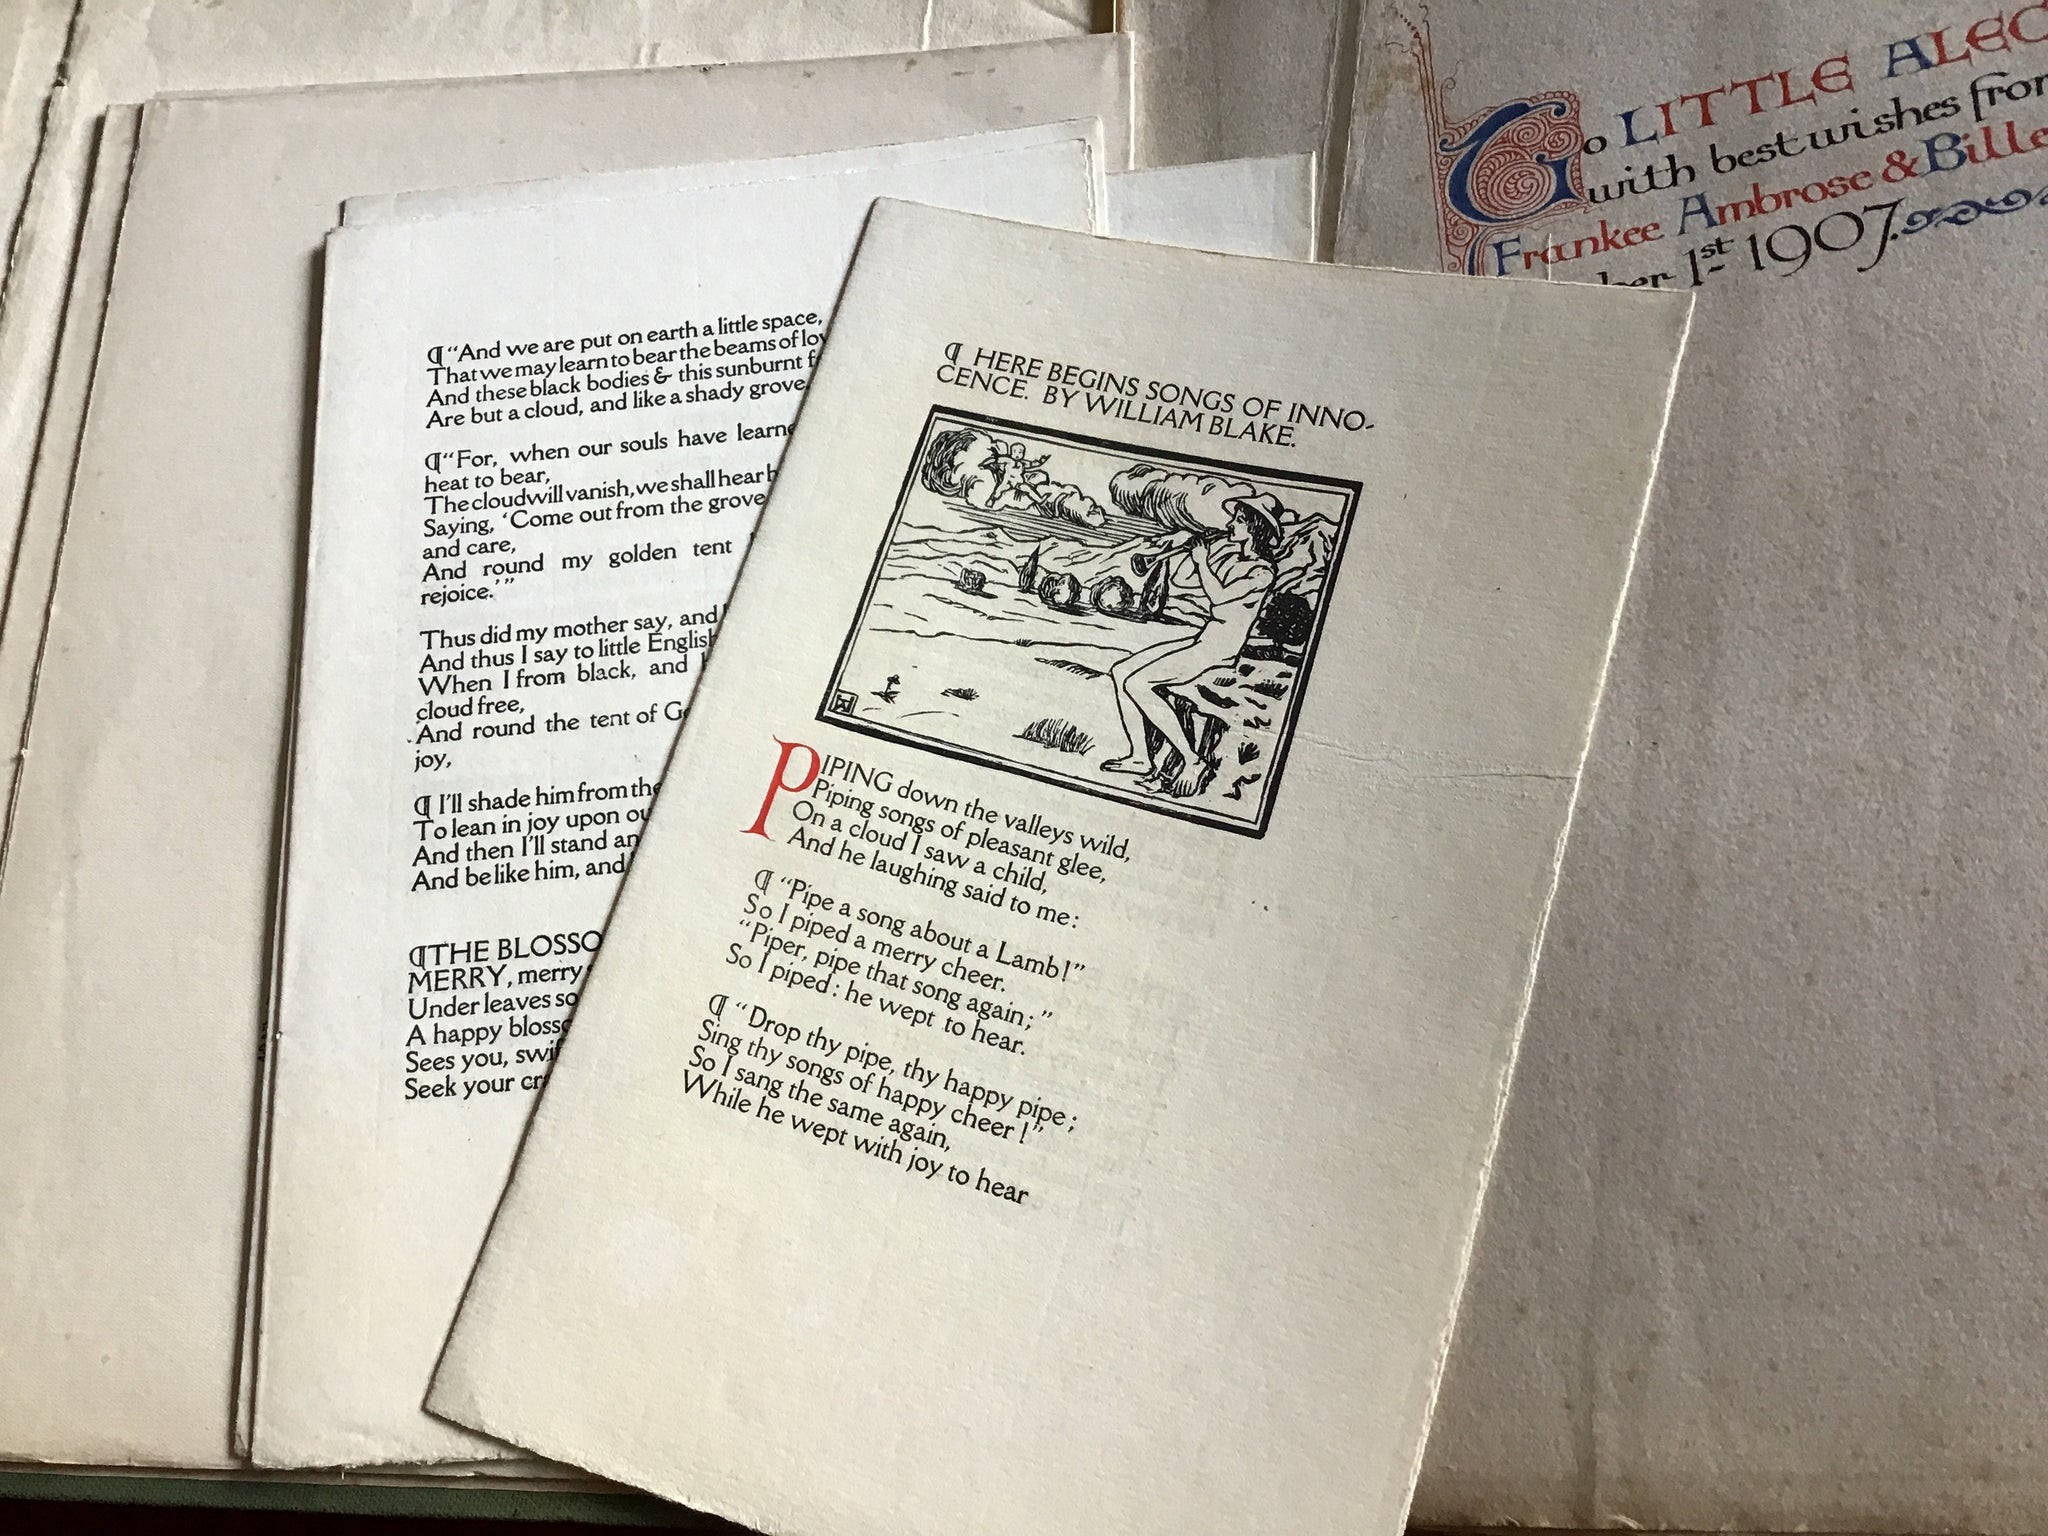 ¶ "And we are put on earth a little space,
That we may learn to bear the beams of
And these black bodies & this sunburnt
Are but a cloud, and like a shady grove.
¶ "For, when our souls have
heat to bear,
The cloud will vanish, we shall hear
Saying, 'Come out from the grove
and care,
And round my golden tent
rejoice.'"
Thus did my mother say, and
And thus I say to little English
When I from black, and
cloud free,
And round the tent of
joy,
¶ I'll shade him from the
To lean in joy upon
And then I'll stand
And be like him, and
¶ THE
MERRY, merry
Under leaves so
A happy
Sees you,
Seek your
¶ HERE BEGINS SONGS OF INNO-
CENCE. BY WILLIAM BLAKE.
PIPING down the valleys wild,
Piping songs of pleasant glee,
On a cloud I saw a child,
And he laughing said to me:
¶ "Pipe a song about a Lamb!"
So I piped a merry cheer.
"Piper, pipe that song again;"
So I piped: he wept to hear.
¶ "Drop thy pipe, thy happy pipe;
Sing thy songs of happy cheer!"
So I sang the same again,
While he wept with joy to hear
To LITTLE ALEC
with best wishes from
Frankee Ambrose & Bille
1st 1907.